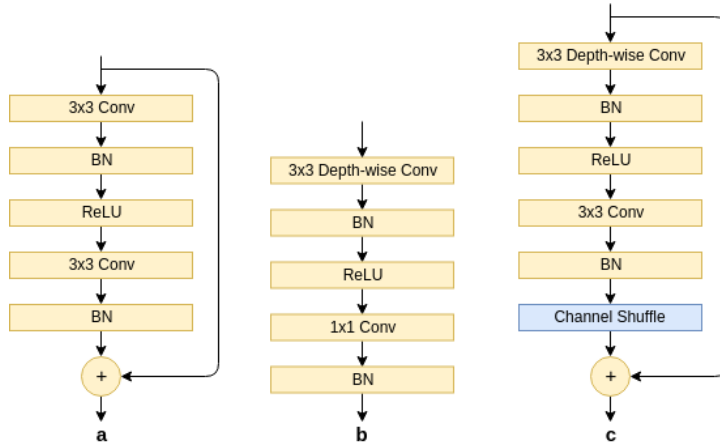 3x3 Conv
BN
ReLU
3x3 Conv
BN
+
a
3x3 Depth-wise Conv
BN
ReLU
1x1 Conv
BN
b
3x3 Depth-wise Conv
BN
ReLU
3x3 Conv
BN
Channel Shuffle
+
c